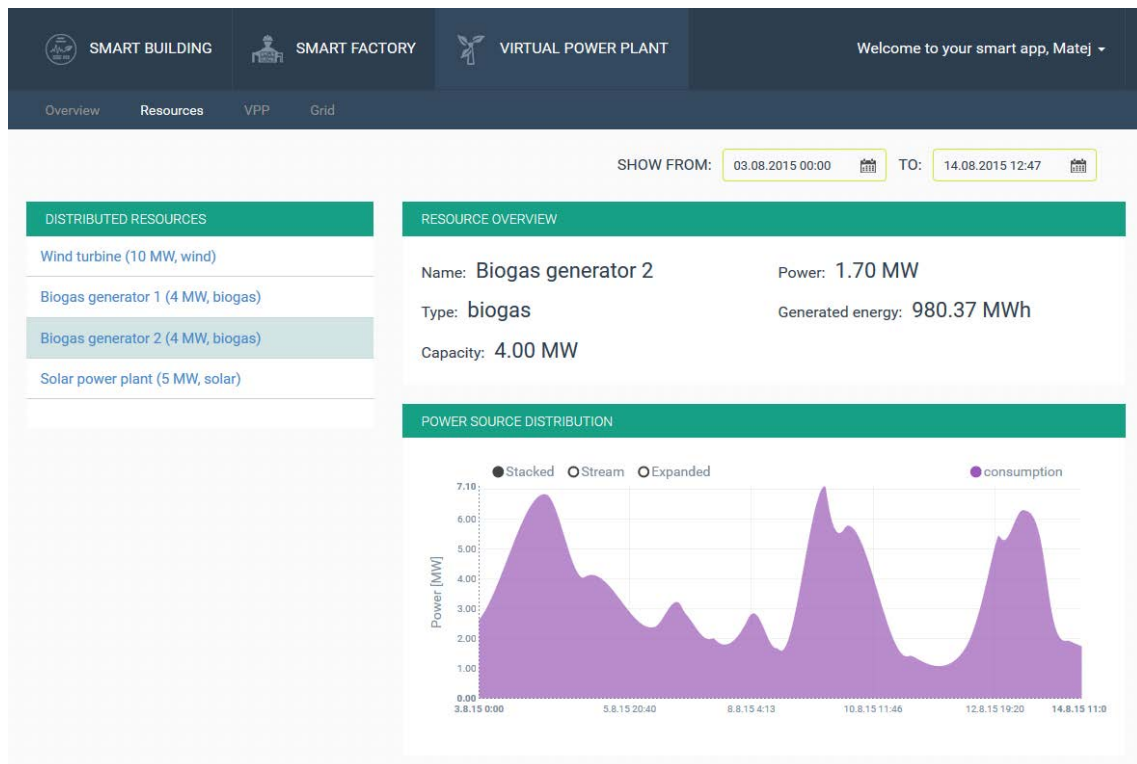 SMART BUILDING SMART FACTORY VIRTUAL POWER PLANT Welcome to your smart app, Matej
Overview Resources VPP Grid
SHOW FROM: 03.08.2015 00:00 TO: 14.08.2015 12:47
DISTRIBUTED RESOURCES
Wind turbine (10 MW, wind)
Biogas generator 1 (4 MW, biogas)
Biogas generator 2 (4 MW, biogas)
Solar power plant (5 MW, solar)
RESOURCE OVERVIEW
Name: Biogas generator 2 Power: 1.70 MW
Type: biogas Generated energy: 980.37 MWh
Capacity: 4.00 MW
POWER SOURCE DISTRIBUTION
Stacked Stream Expanded consumption
7.10
6.00
5.00
4.00
3.00
2.00
1.00
0.00
Power [MW]
3.8.15 0:00 5.8.15 20:40 8.8.15 4:13 10.8.15 11:46 12.8.15 19:20 14.8.15 11:0